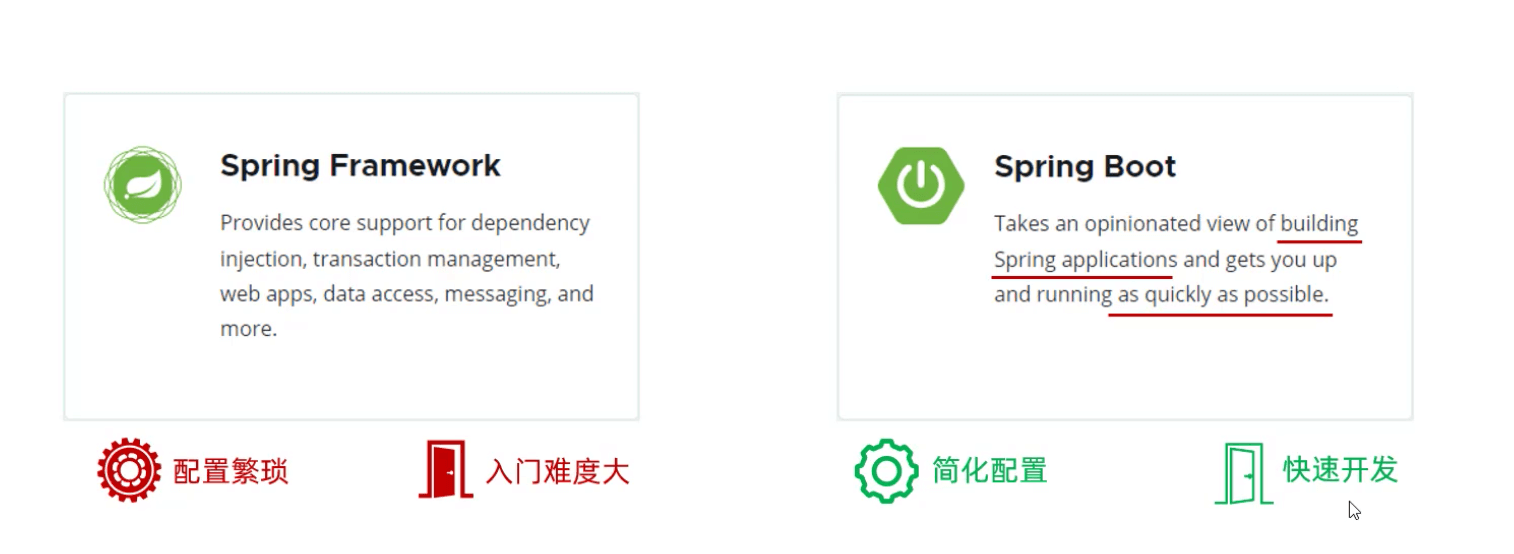 Spring Framework
Provides core support for dependency
injection, transaction management,
web apps, data access, messaging, and
more.
配置繁琐
入门难度大
Spring Boot
Takes an opinionated view of building
Spring applications and gets you up
and running as quickly as possible.
简化配置
快速开发